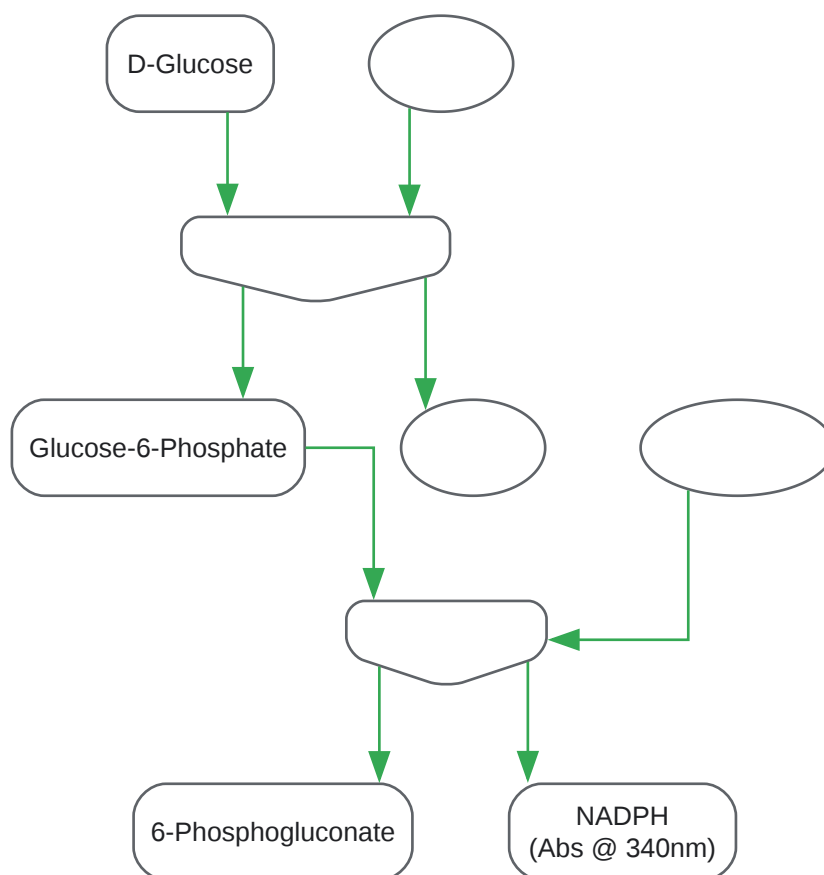 D-Glucose
Glucose-6-Phosphate
6-Phosphogluconate
NADPH
(Abs @ 340nm)